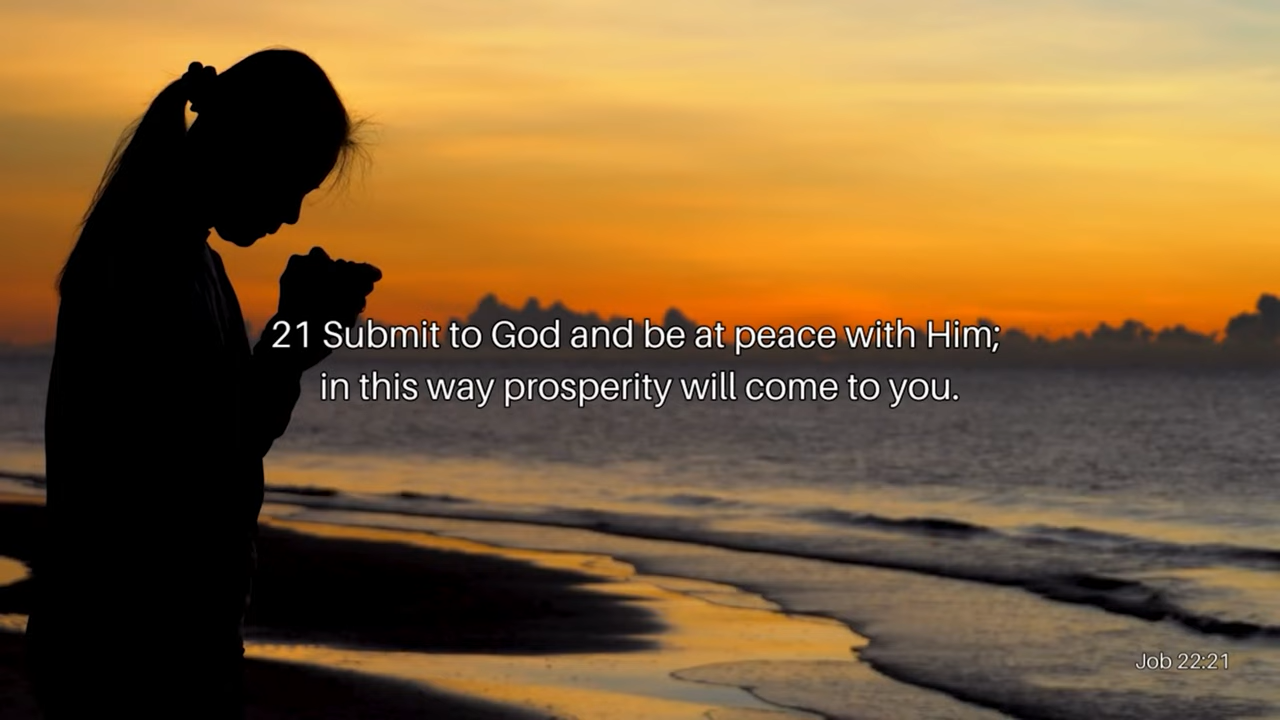 21 Submit to God and be at peace with Him;
in this way prosperity will come to you.
Job 22:21